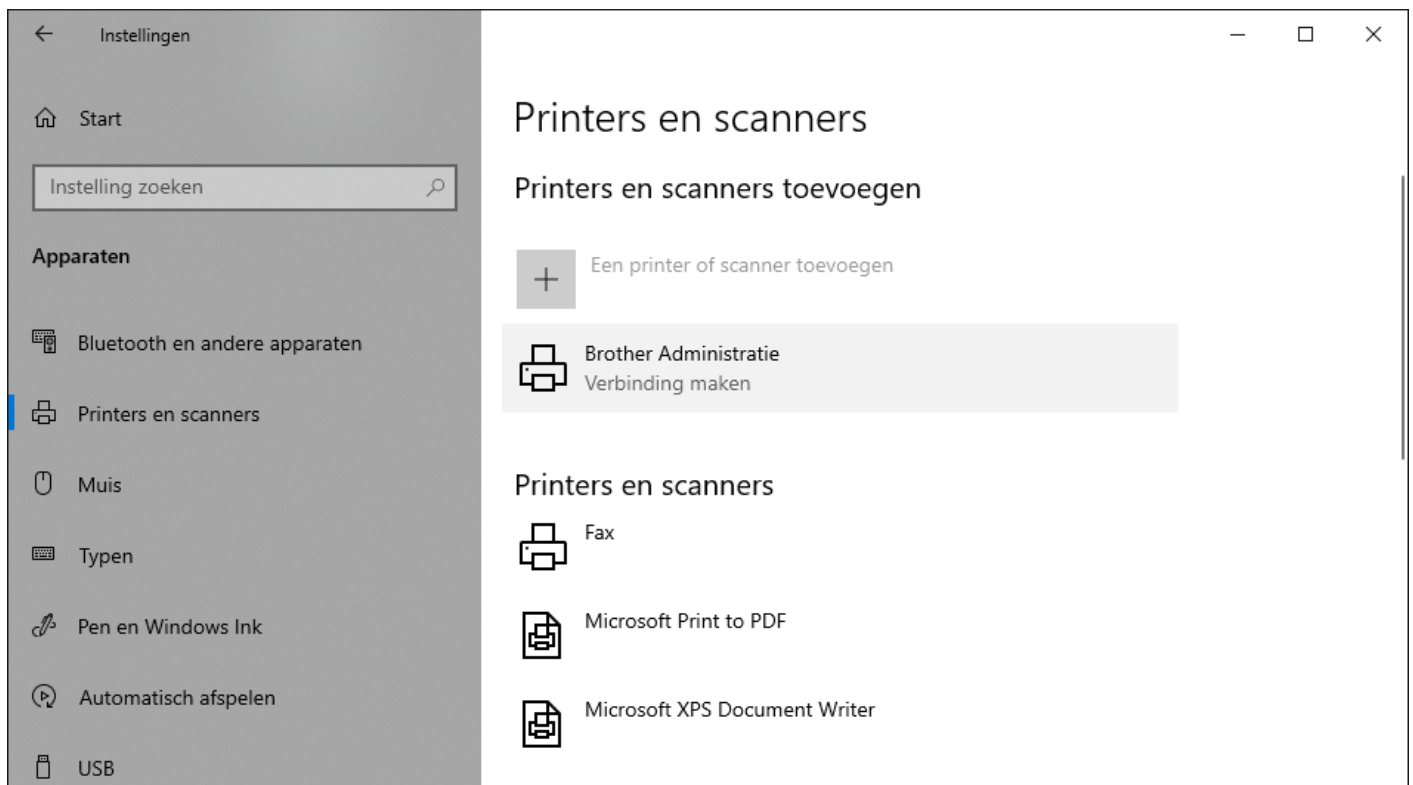 Instellingen
Start
Instelling zoeken
Apparaten
Bluetooth en andere apparaten
Printers en scanners
Muis
Typen
Pen en Windows Ink
Automatisch afspelen
USB
Printers en scanners
Printers en scanners toevoegen
Een printer of scanner toevoegen
Brother Administratie
Verbinding maken
Printers en scanners
Fax
Microsoft Print to PDF
Microsoft XPS Document Writer